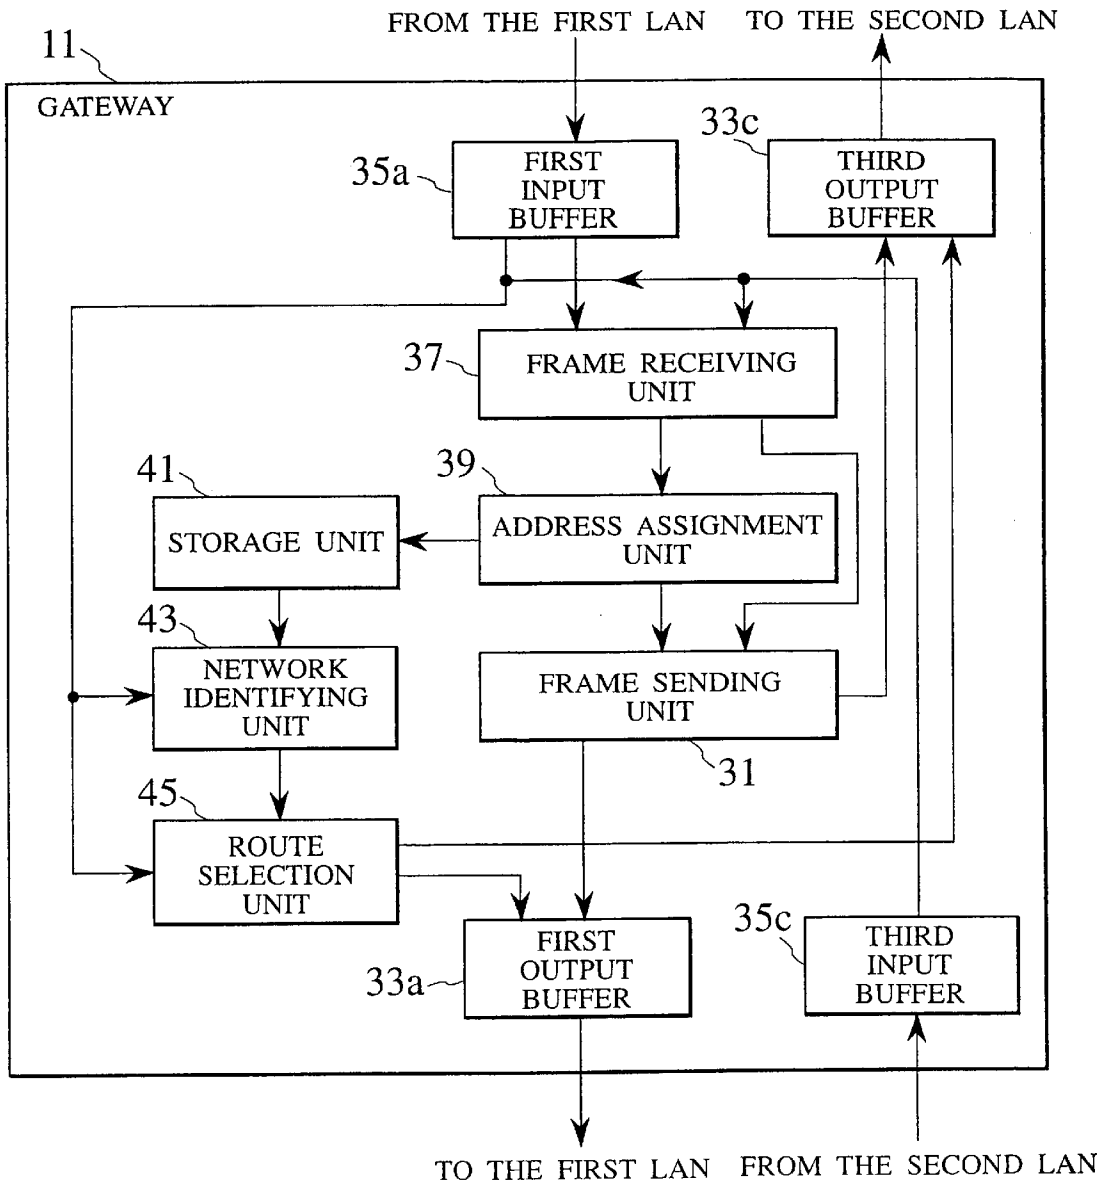 FROM THE FIRST LAN
TO THE SECOND LAN
11
GATEWAY
35a
FIRST
INPUT
BUFFER
33c
THIRD
OUTPUT
BUFFER
37
FRAME RECEIVING
UNIT
41
STORAGE UNIT
39
ADDRESS ASSIGNMENT
UNIT
43
NETWORK
IDENTIFYING
UNIT
FRAME SENDING
UNIT
31
45
ROUTE
SELECTION
UNIT
33a
FIRST
OUTPUT
BUFFER
35c
THIRD
INPUT
BUFFER
TO THE FIRST LAN
FROM THE SECOND LAN